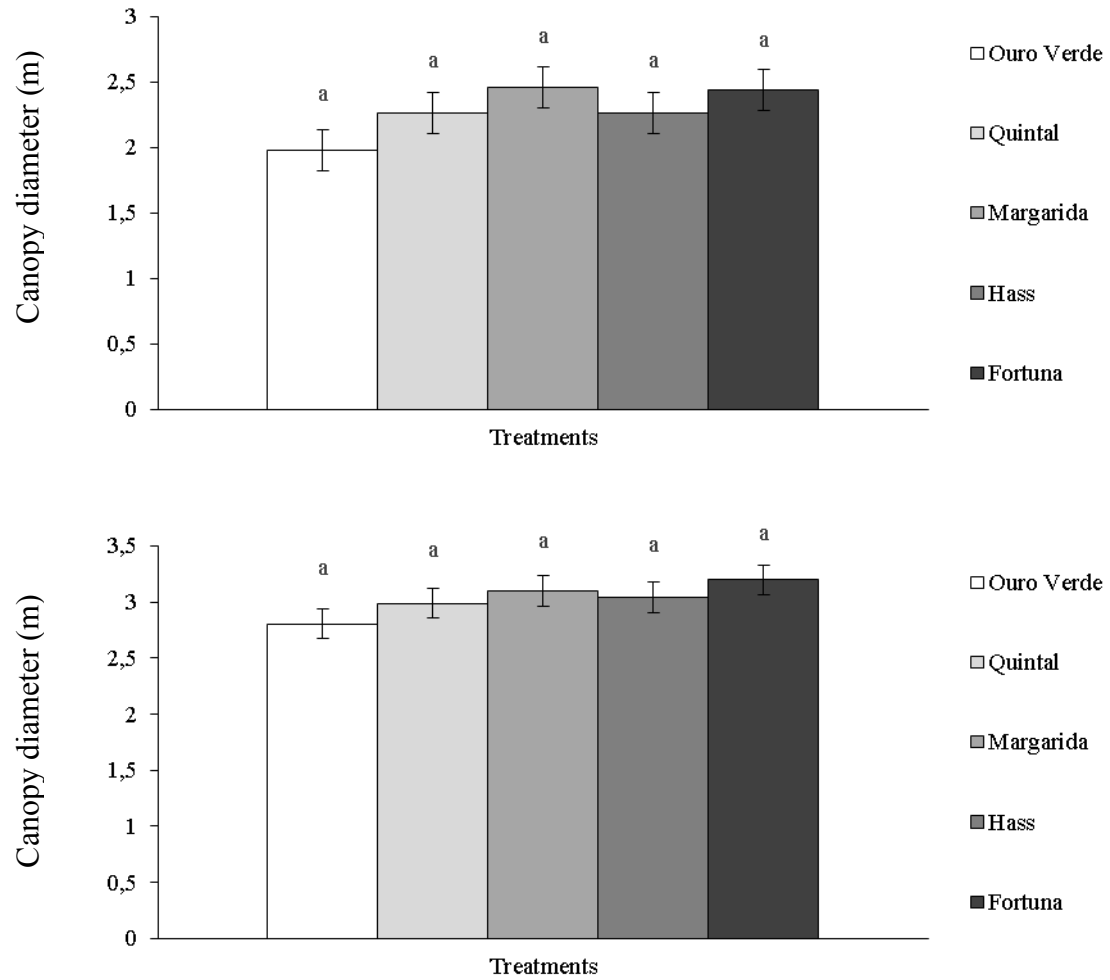 Canopy diameter (m)
3
2,5
2
1,5
1
0,5
0
a
a
a
a
a
Treatments
Ouro Verde
Quintal
Margarida
Hass
Fortuna
Canopy diameter (m)
3,5
3
2,5
2
1,5
1
0,5
0
a
a
a
a
a
Treatments
Ouro Verde
Quintal
Margarida
Hass
Fortuna